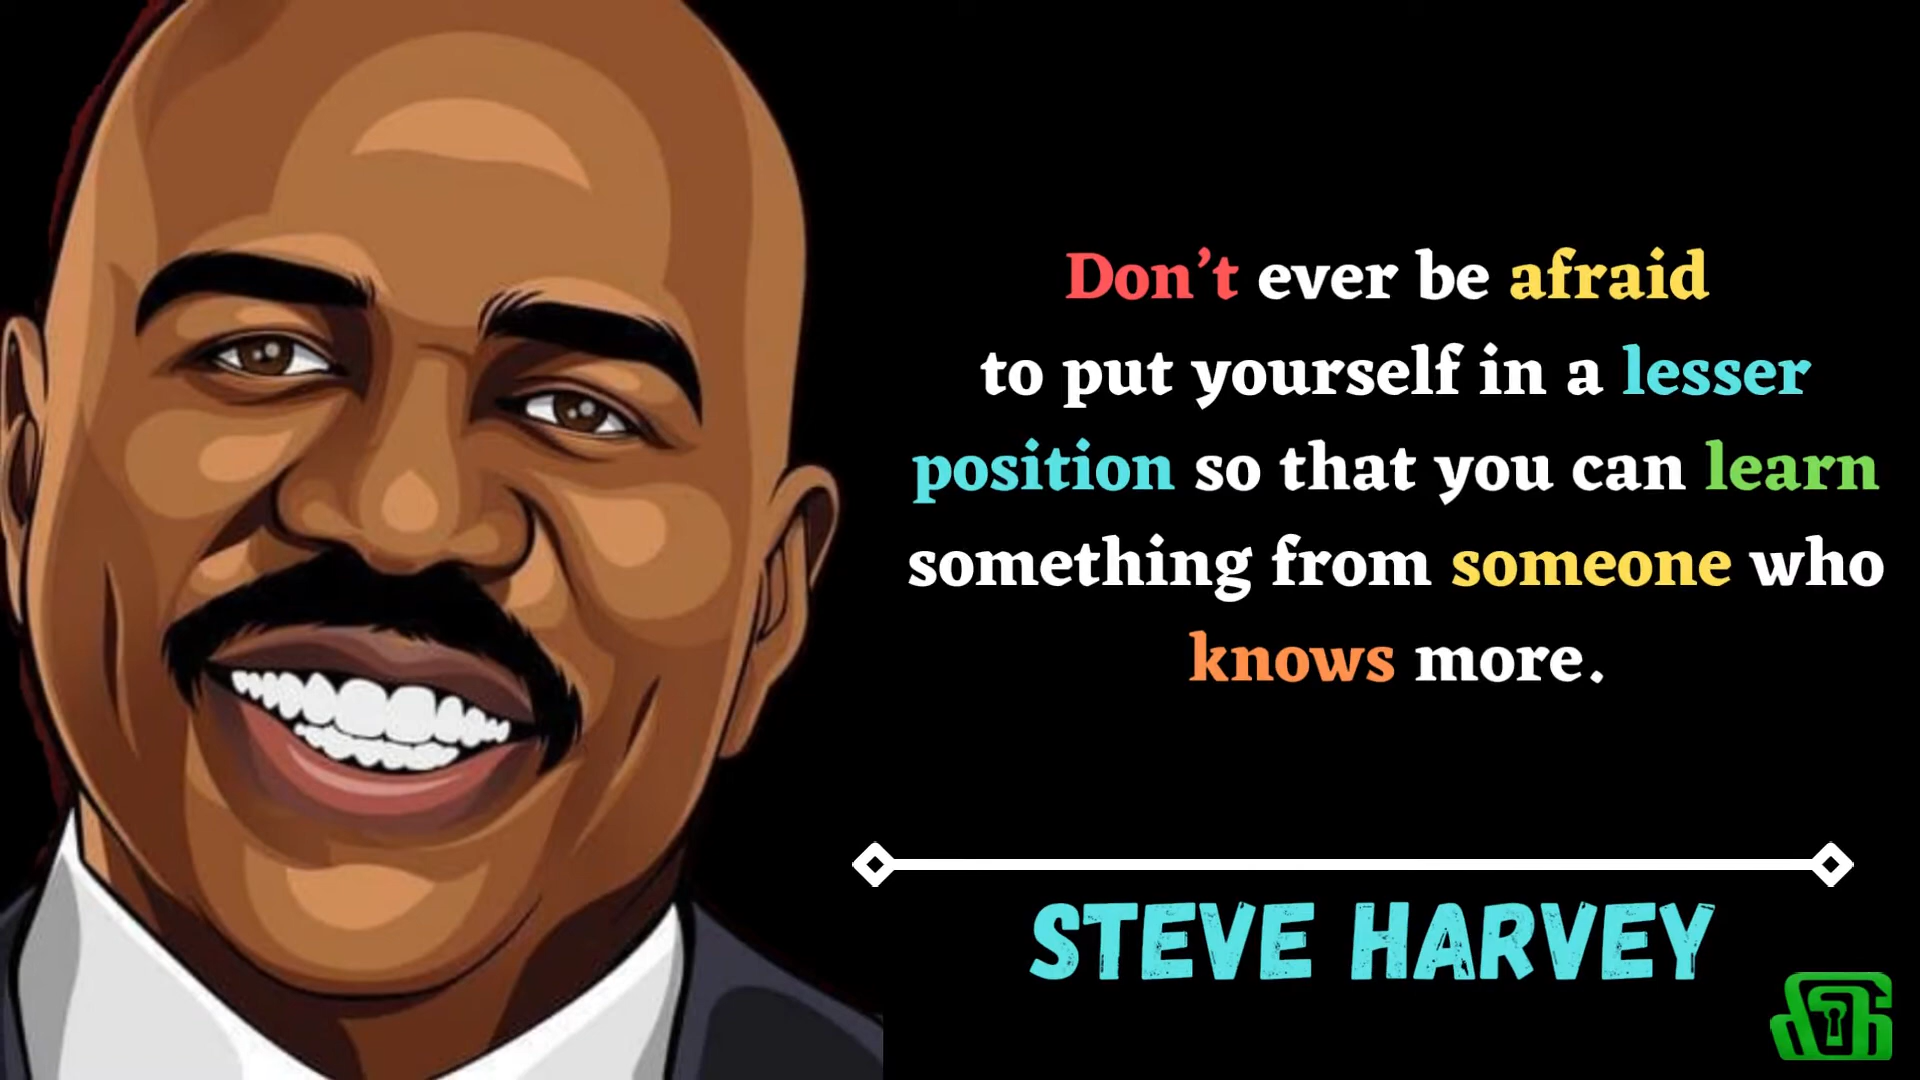 Don’t ever be afraid
to put yourself in a lesser
position so that you can learn
something from someone who
knows more.
STEVE HARVEY